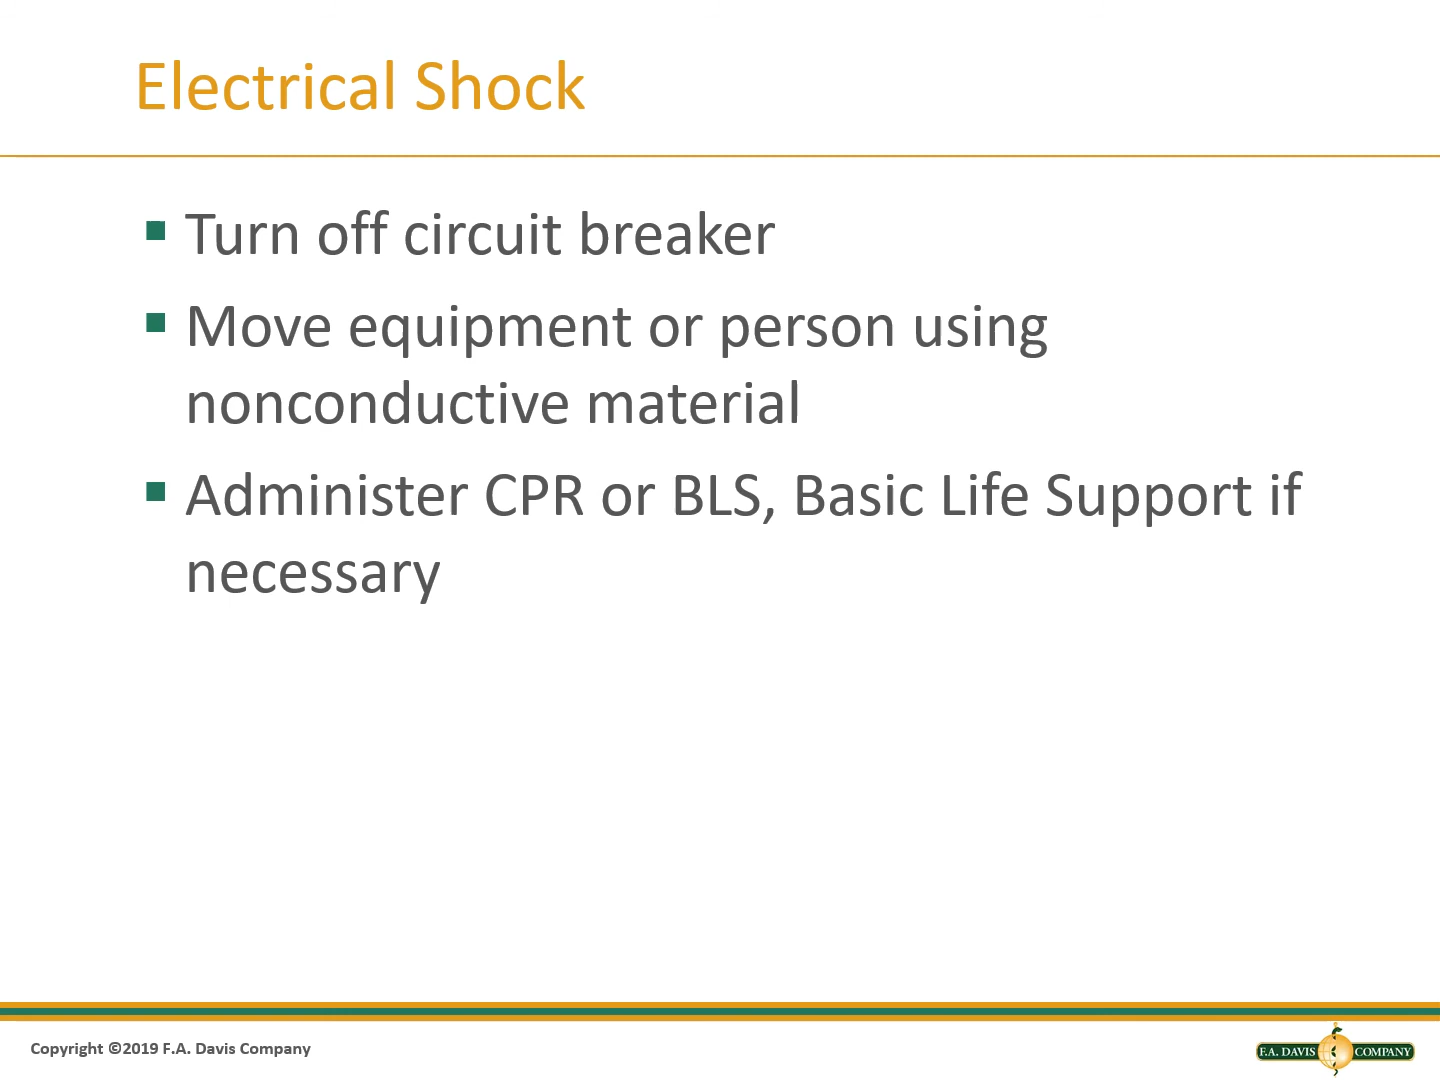 Electrical Shock
Turn off circuit breaker
Move equipment or person using
nonconductive material
Administer CPR or BLS, Basic Life Support if
necessary
Copyright ©2019 F.A. Davis Company
F.A. DAVIS COMPANY